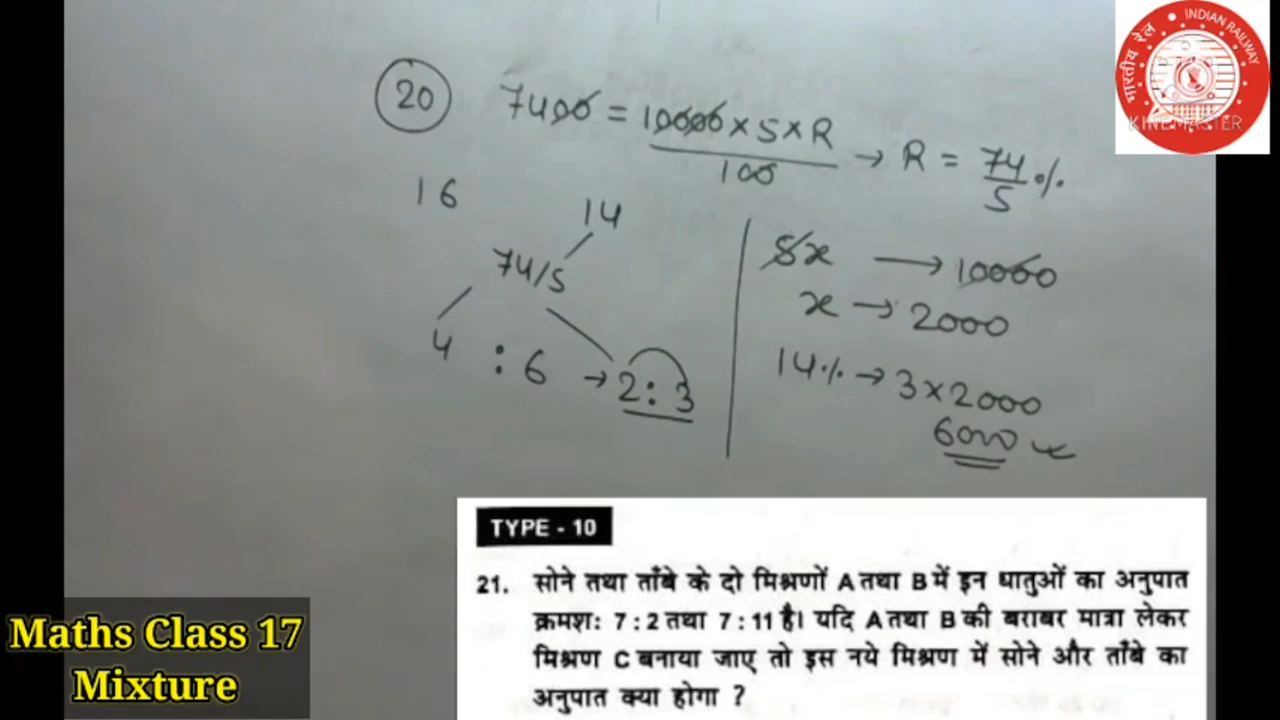 भारतीय रेल
INDIAN RAILWAY
KINEMASTER
20
7400 = 10000 × 5 × R
100
→ R = 74/5 %
16
14
74/5
4 : 6 → 2 : 3
5x → 10000
x → 2000
14% → 3 × 2000
6000
TYPE - 10
21. सोने तथा ताँबे के दो मिश्रणों A तथा B में इन धातुओं का अनुपात
क्रमशः 7 : 2 तथा 7 : 11 है। यदि A तथा B की बराबर मात्रा लेकर
मिश्रण C बनाया जाए तो इस नये मिश्रण में सोने और ताँबे का
अनुपात क्या होगा ?
Maths Class 17
Mixture